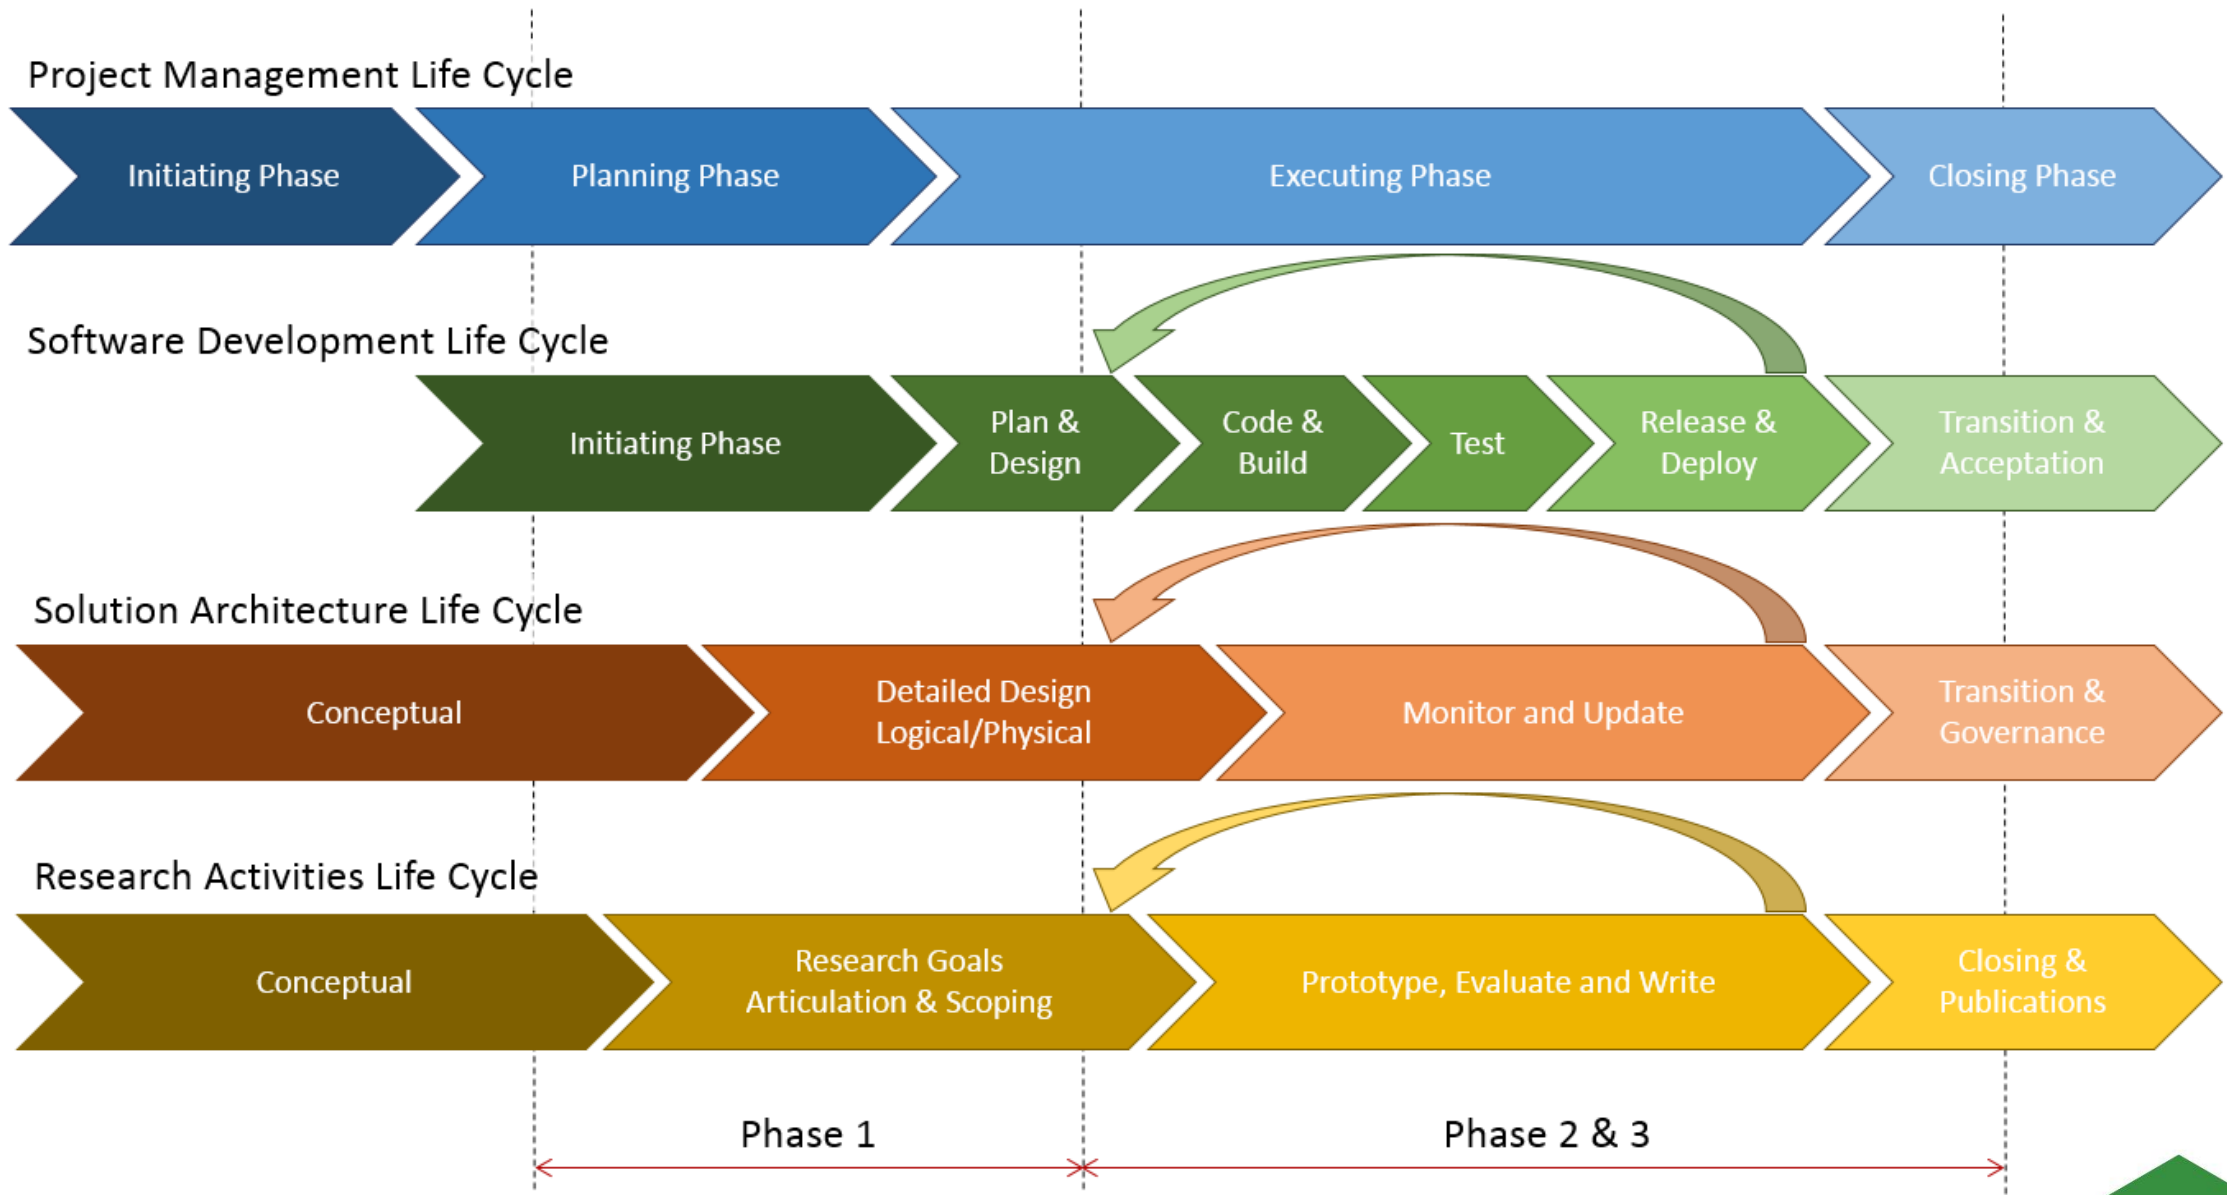 Project Management Life Cycle
Initiating Phase
Planning Phase
Executing Phase
Closing Phase
Software Development Life Cycle
Initiating Phase
Plan &
Design
Code &
Build
Test
Release &
Deploy
Transition &
Acceptation
Solution Architecture Life Cycle
Conceptual
Detailed Design
Logical/Physical
Monitor and Update
Transition &
Governance
Research Activities Life Cycle
Conceptual
Research Goals
Articulation & Scoping
Prototype, Evaluate and Write
Closing &
Publications
Phase 1
Phase 2 & 3